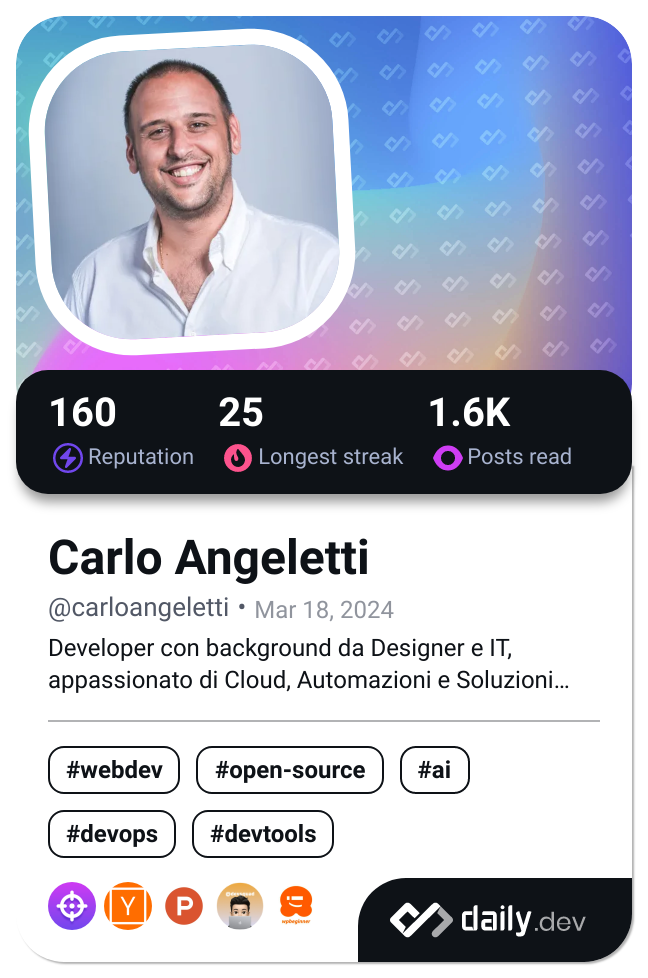 160 25 1.6K
Reputation Longest streak Posts read
Carlo Angeletti
@carloangeletti • Mar 18, 2024
Developer con background da Designer e IT,
appassionato di Cloud, Automazioni e Soluzioni…
#webdev #open-source #ai
#devops #devtools
Y P wpbeginner
daily.dev